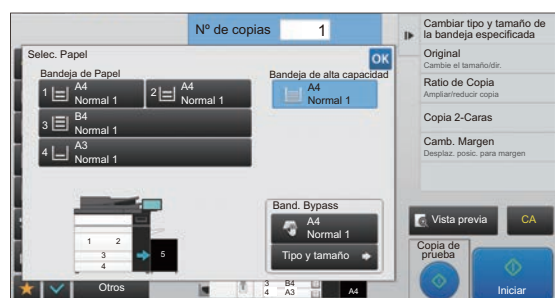 Nº de copias 1
Selec. Papel
OK
Bandeja de Papel
1 A4
Normal 1
2 A4
Normal 1
3 B4
Normal 1
4 A3
Normal 1
Bandeja de alta capacidad
A4
Normal 1
1 2
3
4
5
Band. Bypass
A4
Normal 1
Tipo y tamaño
Otros
3 B4
4 A3
A4
Cambiar tipo y tamaño de
la bandeja especificada
Original
Cambie el tamaño/dir.
Ratio de Copia
Ampliar/reducir copia
Copia 2-Caras
Camb. Margen
Desplaz. posic. para margen
Vista previa
CA
Copia de
prueba
Iniciar